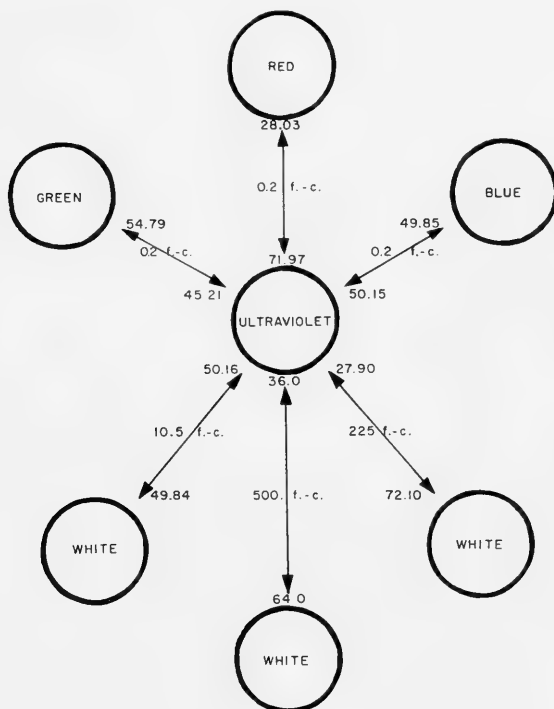 RED
28.03
GREEN
BLUE
54.79
0.2 f.-c.
49.85
0.2 f.-c.
0.2 f.-c.
71.97
45 21
50.15
ULTRAVIOLET
50.16
36.0
27.90
10.5 f.-c.
500. f.-c.
225 f.-c.
49.84
72.10
WHITE
WHITE
64 0
WHITE